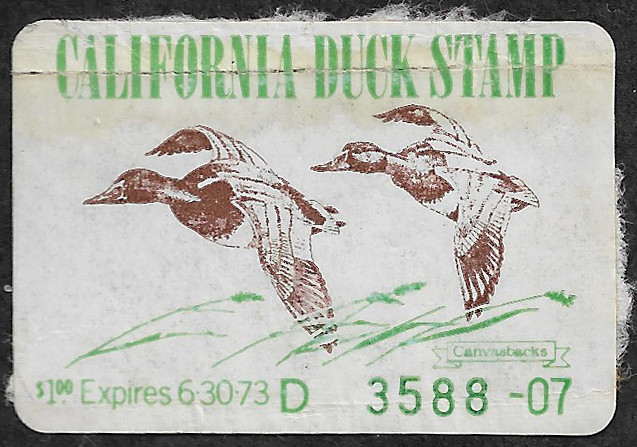 CALIFORNIA DUCK STAMP
Canvasbacks
$1.00 Expires 6·30·73 D 3588 -07